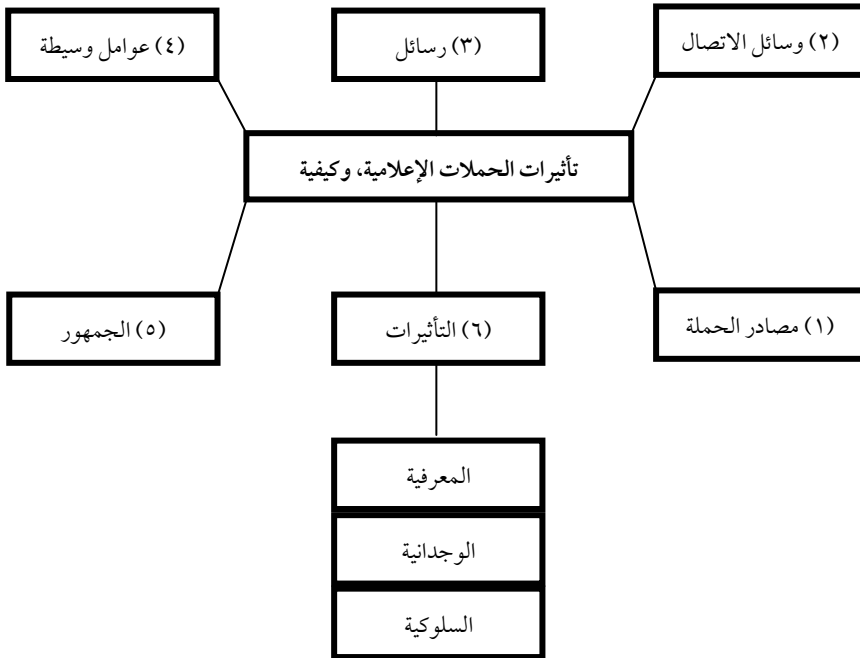 (٢) وسائل الاتصال
(٣) رسائل
(٤) عوامل وسيطة
تأثيرات الحملات الإعلامية، وكيفية
(١) مصادر الحملة
(٦) التأثيرات
(٥) الجمهور
المعرفية
الوجدانية
السلوكية